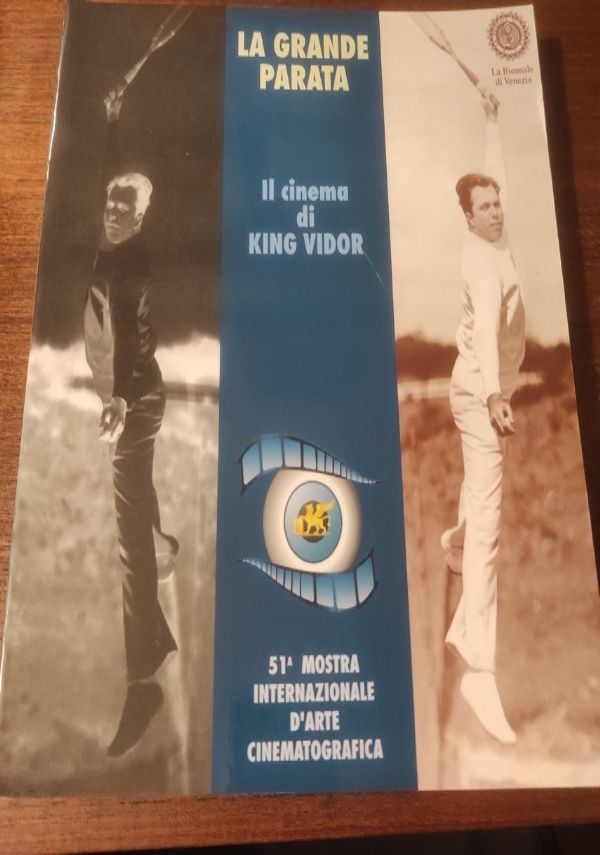 LA GRANDE
PARATA
La Biennale
di Venezia
Il cinema
di
KING VIDOR
51ª MOSTRA
INTERNAZIONALE
D'ARTE
CINEMATOGRAFICA